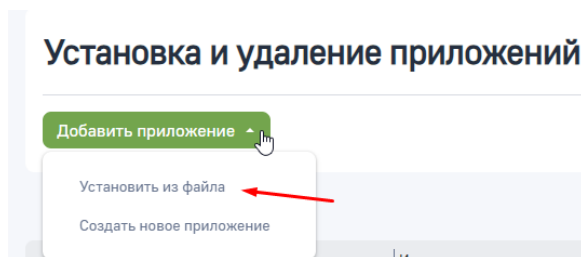 Установка и удаление приложений
Добавить приложение
Установить из файла
Создать новое приложение